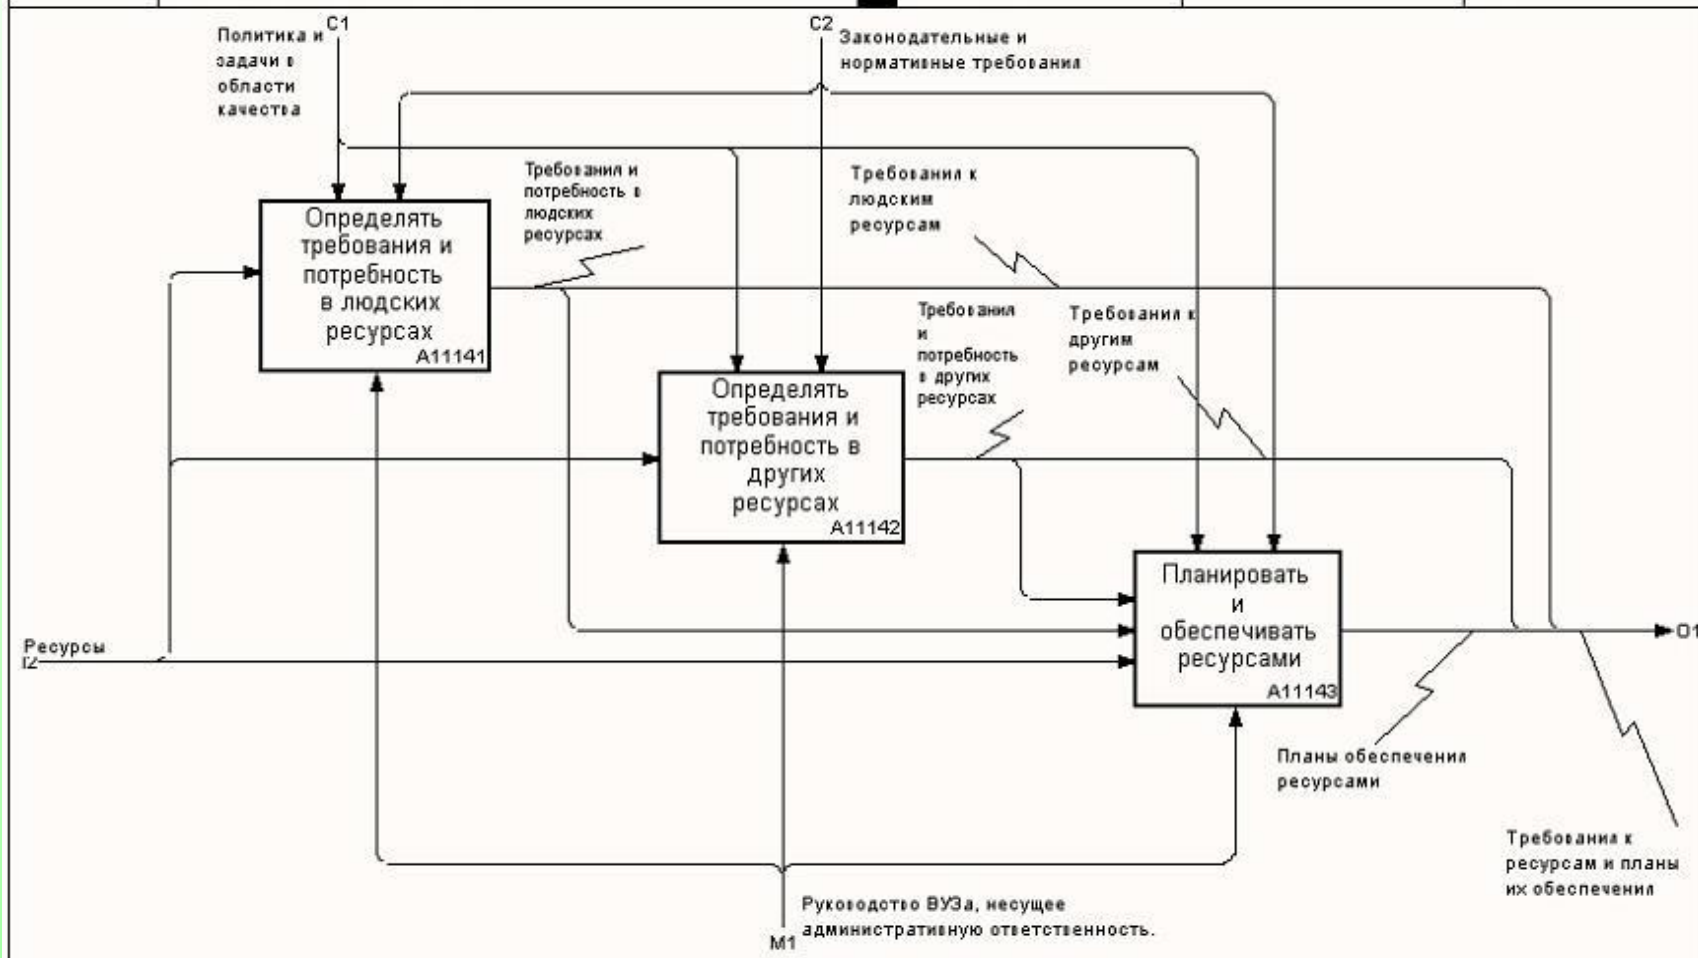 C1
Политика и
задачи в
области
качества
C2
Законодательные и
нормативные требования
Требования и
потребность в
людских
ресурсах
Требования к
людским
ресурсам
Определять
требования и
потребность
в людских
ресурсах
A11141
Требования
и
потребность
в других
ресурсах
Требования к
другим
ресурсам
Определять
требования и
потребность в
других
ресурсах
A11142
Планировать
и
обеспечивать
ресурсами
A11143
Ресурсы
I2
O1
Планы обеспечения
ресурсами
Требования к
ресурсам и планы
их обеспечения
Руководство ВУЗа, несущее
административную ответственность.
M1